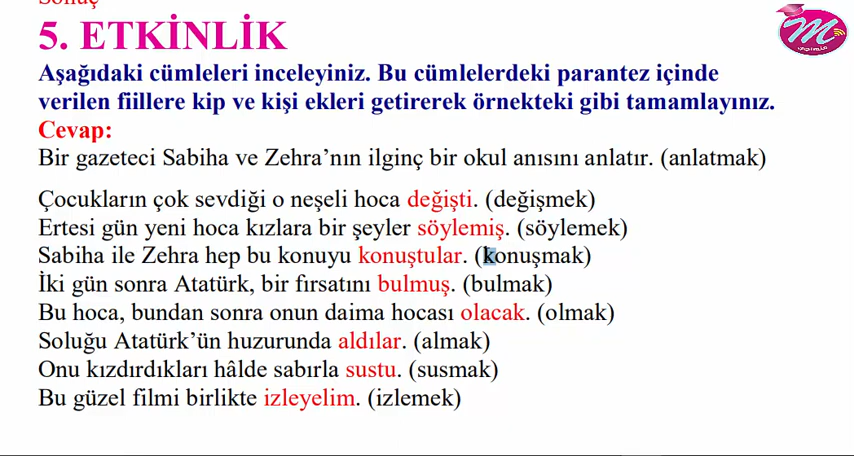 Sonuç
5. ETKİNLİK
Aşağıdaki cümleleri inceleyiniz. Bu cümlelerdeki parantez içinde
verilen fiillere kip ve kişi ekleri getirerek örnekteki gibi tamamlayınız.
Cevap:
Bir gazeteci Sabiha ve Zehra’nın ilginç bir okul anısını anlatır. (anlatmak)
Çocukların çok sevdiği o neşeli hoca değişti. (değişmek)
Ertesi gün yeni hoca kızlara bir şeyler söylemiş. (söylemek)
Sabiha ile Zehra hep bu konuyu konuştular. (konuşmak)
İki gün sonra Atatürk, bir fırsatını bulmuş. (bulmak)
Bu hoca, bundan sonra onun daima hocası olacak. (olmak)
Soluğu Atatürk’ün huzurunda aldılar. (almak)
Onu kızdırdıkları hâlde sabırla sustu. (susmak)
Bu güzel filmi birlikte izleyelim. (izlemek)